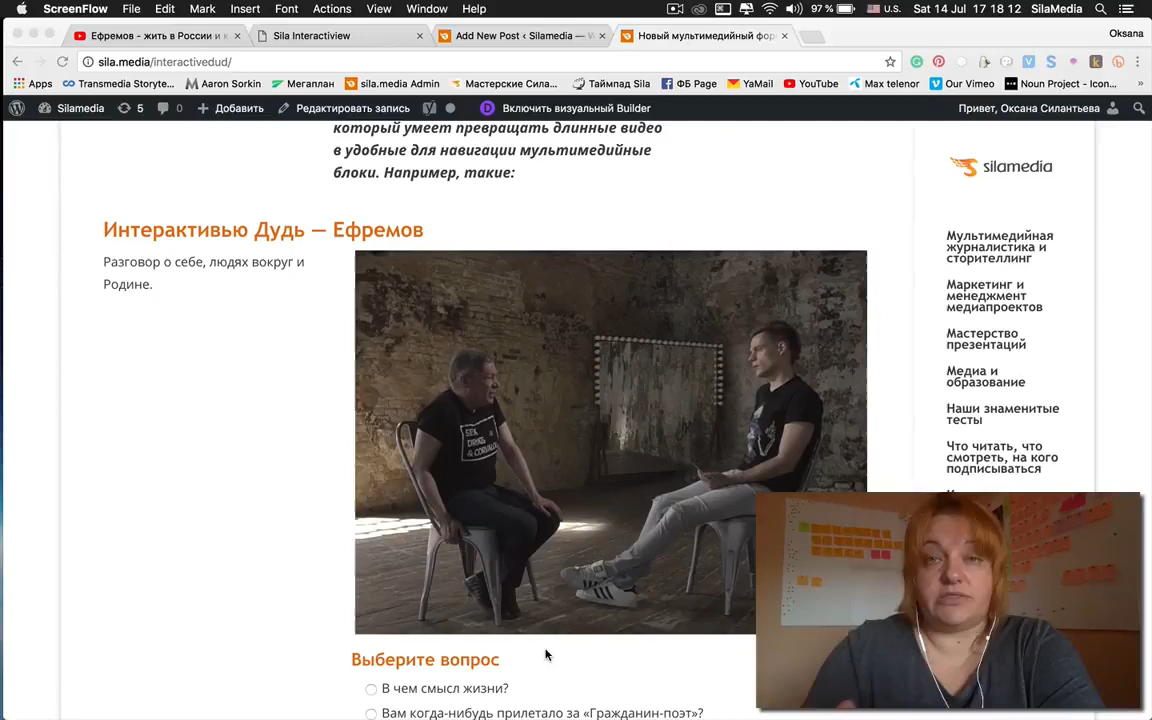 ScreenFlow File Edit Mark Insert Font Actions View Window Help 97% U.S. Sat 14 Jul 17 18 12 SilaMedia
Ефремов - жить в России и к Sila Interactiview Add New Post ‹ Silamedia — W Новый мультимедийный фор Oksana
sila.media/interactivedud/
Apps Transmedia Storyte... Aaron Sorkin Мегаплан sila.media Admin Мастерские Сила... Таймпад Sila ФБ Page YaMail YouTube Max telenor Our Vimeo Noun Project - Icon... »
Silamedia 5 0 Добавить Редактировать запись Включить визуальный Builder Привет, Оксана Силантьева
который умеет превращать длинные видео
в удобные для навигации мультимедийные
блоки. Например, такие:
silamedia
Интерактивью Дудь — Ефремов
Разговор о себе, людях вокруг и
Родине.
SEX
DRUGS
Мультимедийная
журналистика и
сторителлинг
Маркетинг и
менеджмент
медиапроектов
Мастерство
презентаций
Медиа и
образование
Наши знаменитые
тесты
Что читать, что
смотреть, на кого
подписываться
Выберите вопрос
В чем смысл жизни?
Вам когда-нибудь прилетало за «Гражданин-поэт»?